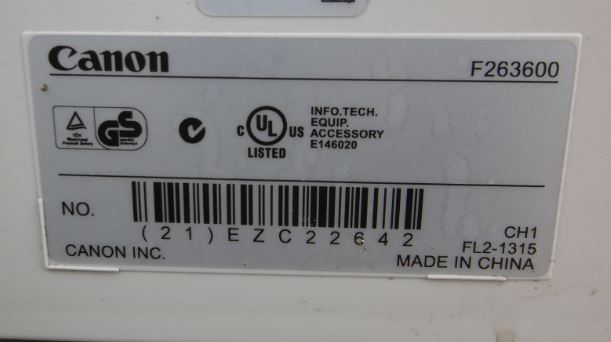 Canon
F263600
TÜV
GS
C UL US
LISTED
INFO.TECH.
EQUIP.
ACCESSORY
E146020
NO.
(21)EZC22642
CANON INC.
CH1
FL2-1315
MADE IN CHINA